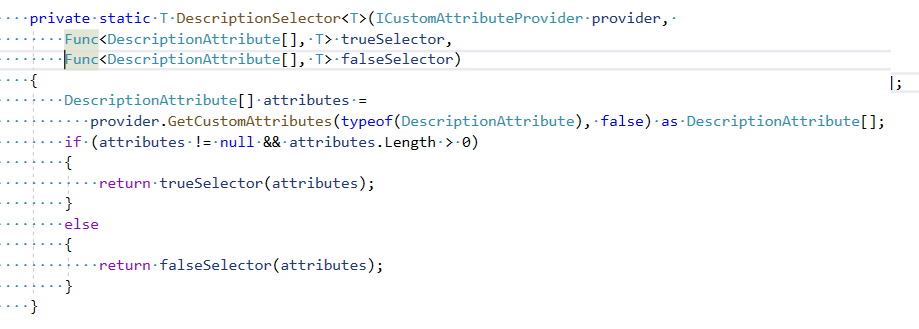 private static T DescriptionSelector<T>(ICustomAttributeProvider provider,
Func<DescriptionAttribute[], T> trueSelector,
Func<DescriptionAttribute[], T> falseSelector)
{
;
DescriptionAttribute[] attributes =
provider.GetCustomAttributes(typeof(DescriptionAttribute), false) as DescriptionAttribute[];
if (attributes != null && attributes.Length > 0)
{
return trueSelector(attributes);
}
else
{
return falseSelector(attributes);
}
}